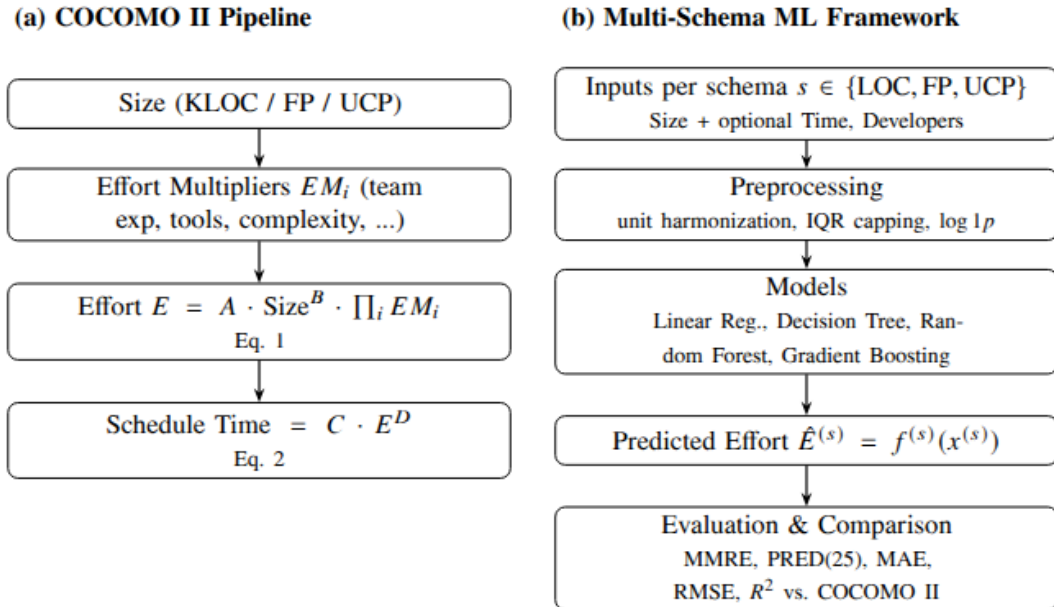 (a) COCOMO II Pipeline
Size (KLOC / FP / UCP)
Effort Multipliers EMᵢ (team
exp, tools, complexity, ...)
Effort E = A · Sizeᴮ · ∏ᵢ EMᵢ
Eq. 1
Schedule Time = C · Eᴰ
Eq. 2
(b) Multi-Schema ML Framework
Inputs per schema s ∈ {LOC, FP, UCP}
Size + optional Time, Developers
Preprocessing
unit harmonization, IQR capping, log 1p
Models
Linear Reg., Decision Tree, Ran-
dom Forest, Gradient Boosting
Predicted Effort Ê⁽ˢ⁾ = f⁽ˢ⁾(x⁽ˢ⁾)
Evaluation & Comparison
MMRE, PRED(25), MAE,
RMSE, R² vs. COCOMO II